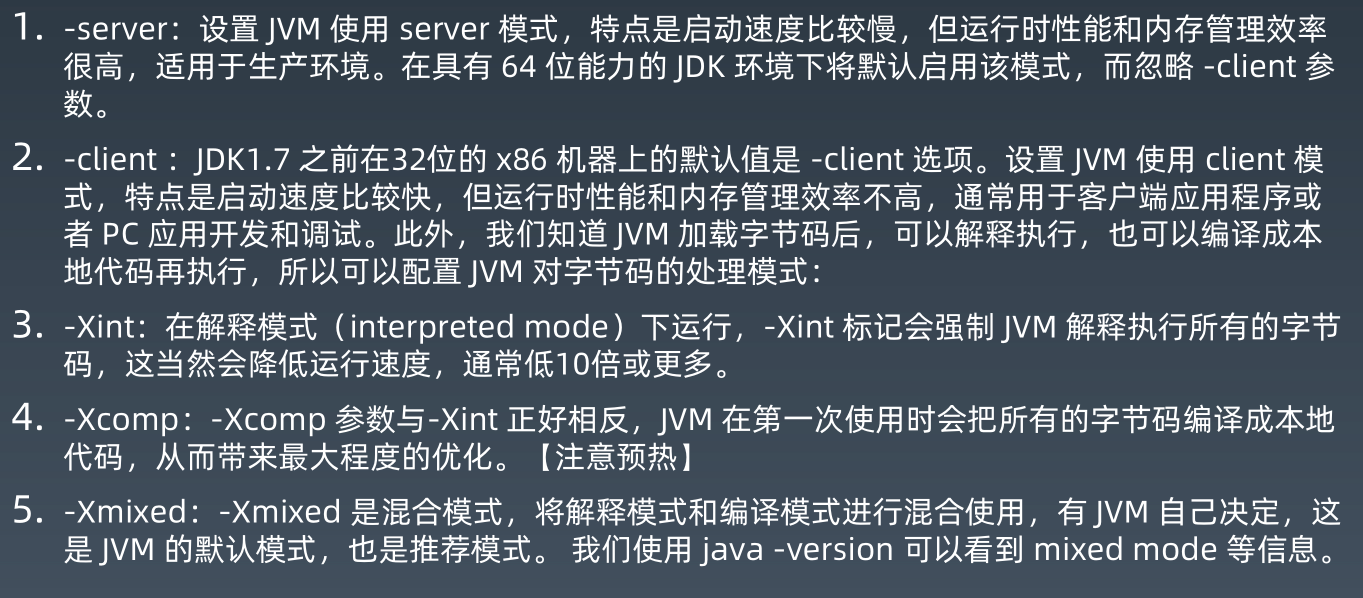 1. -server：设置 JVM 使用 server 模式，特点是启动速度比较慢，但运行时性能和内存管理效率
很高，适用于生产环境。在具有 64 位能力的 JDK 环境下将默认启用该模式，而忽略 -client 参
数。
2. -client ：JDK1.7 之前在32位的 x86 机器上的默认值是 -client 选项。设置 JVM 使用 client 模
式，特点是启动速度比较快，但运行时性能和内存管理效率不高，通常用于客户端应用程序或
者 PC 应用开发和调试。此外，我们知道 JVM 加载字节码后，可以解释执行，也可以编译成本
地代码再执行，所以可以配置 JVM 对字节码的处理模式：
3. -Xint：在解释模式（interpreted mode）下运行，-Xint 标记会强制 JVM 解释执行所有的字节
码，这当然会降低运行速度，通常低10倍或更多。
4. -Xcomp：-Xcomp 参数与-Xint 正好相反，JVM 在第一次使用时会把所有的字节码编译成本地
代码，从而带来最大程度的优化。【注意预热】
5. -Xmixed：-Xmixed 是混合模式，将解释模式和编译模式进行混合使用，有 JVM 自己决定，这
是 JVM 的默认模式，也是推荐模式。 我们使用 java -version 可以看到 mixed mode 等信息。